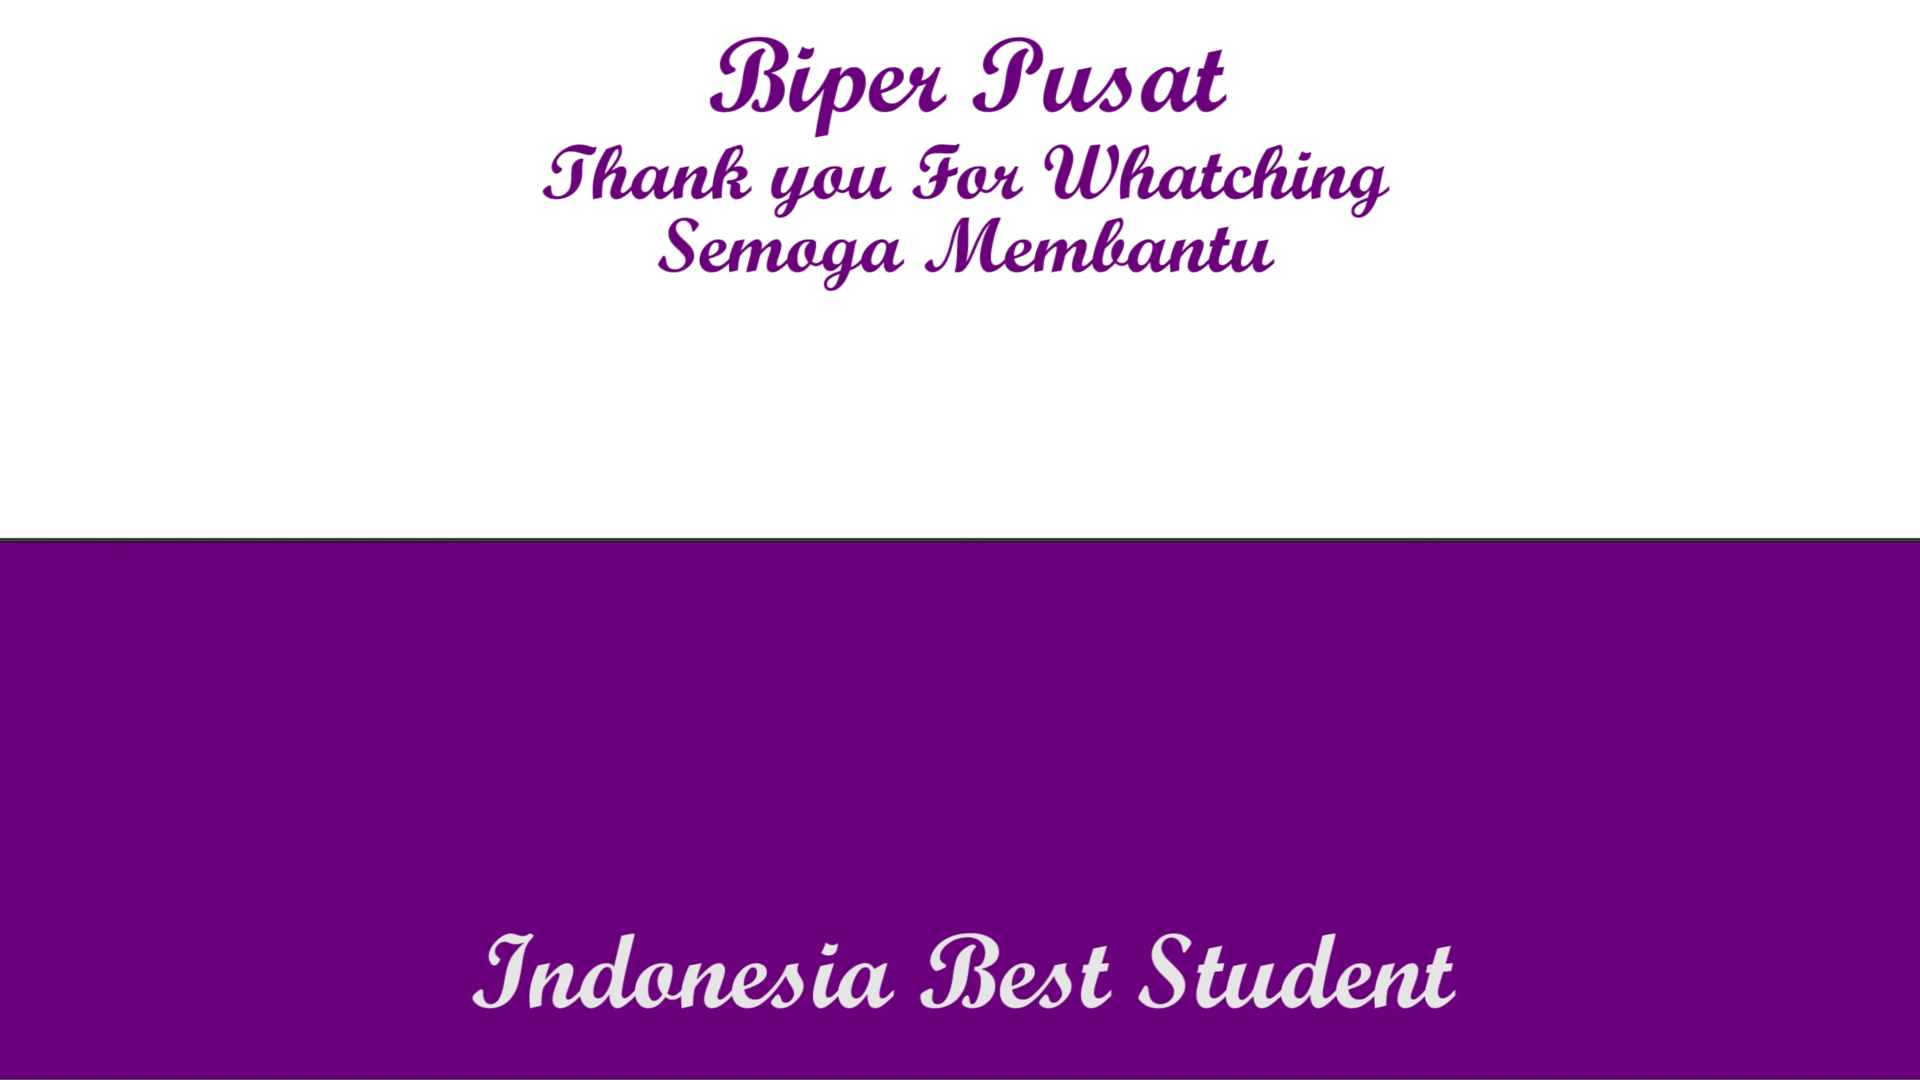 Biper Pusat
Thank you For Whatching
Semoga Membantu
Indonesia Best Student